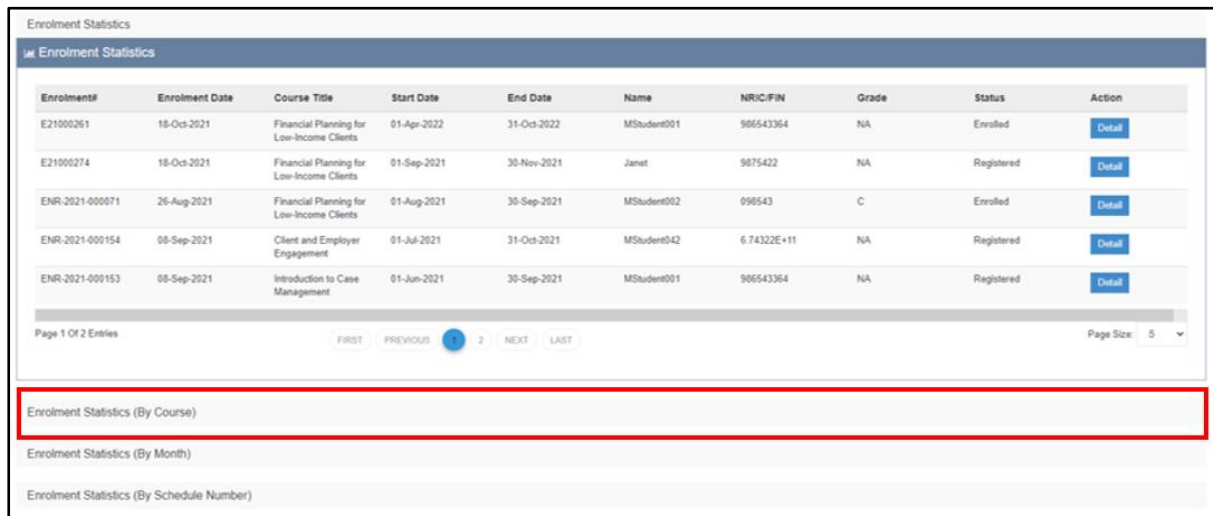 Enrolment Statistics
Enrolment Statistics
Enrolment# Enrolment Date Course Title Start Date End Date Name NRIC/FIN Grade Status Action
E21000261 18-Oct-2021 Financial Planning for 01-Apr-2022 31-Oct-2022 MStudent001 986543364 NA Enrolled Detail
Low-Income Clients
E21000274 18-Oct-2021 Financial Planning for 01-Sep-2021 30-Nov-2021 Janet 9875422 NA Registered Detail
Low-Income Clients
ENR-2021-000071 26-Aug-2021 Financial Planning for 01-Aug-2021 30-Sep-2021 MStudent002 098543 C Enrolled Detail
Low-Income Clients
ENR-2021-000154 08-Sep-2021 Client and Employer 01-Jul-2021 31-Oct-2021 MStudent042 6.74322E+11 NA Registered Detail
Engagement
ENR-2021-000153 08-Sep-2021 Introduction to Case 01-Jun-2021 30-Sep-2021 MStudent001 986543364 NA Registered Detail
Management
Page 1 Of 2 Entries FIRST PREVIOUS 1 2 NEXT LAST Page Size: 5
Enrolment Statistics (By Course)
Enrolment Statistics (By Month)
Enrolment Statistics (By Schedule Number)